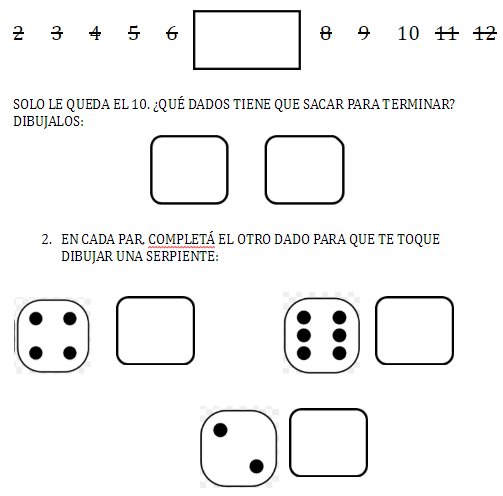 2 3 4 5 6 8 9 10 11 12
SOLO LE QUEDA EL 10. ¿QUÉ DADOS TIENE QUE SACAR PARA TERMINAR?
DIBUJALOS:
2. EN CADA PAR, COMPLETÁ EL OTRO DADO PARA QUE TE TOQUE
DIBUJAR UNA SERPIENTE: